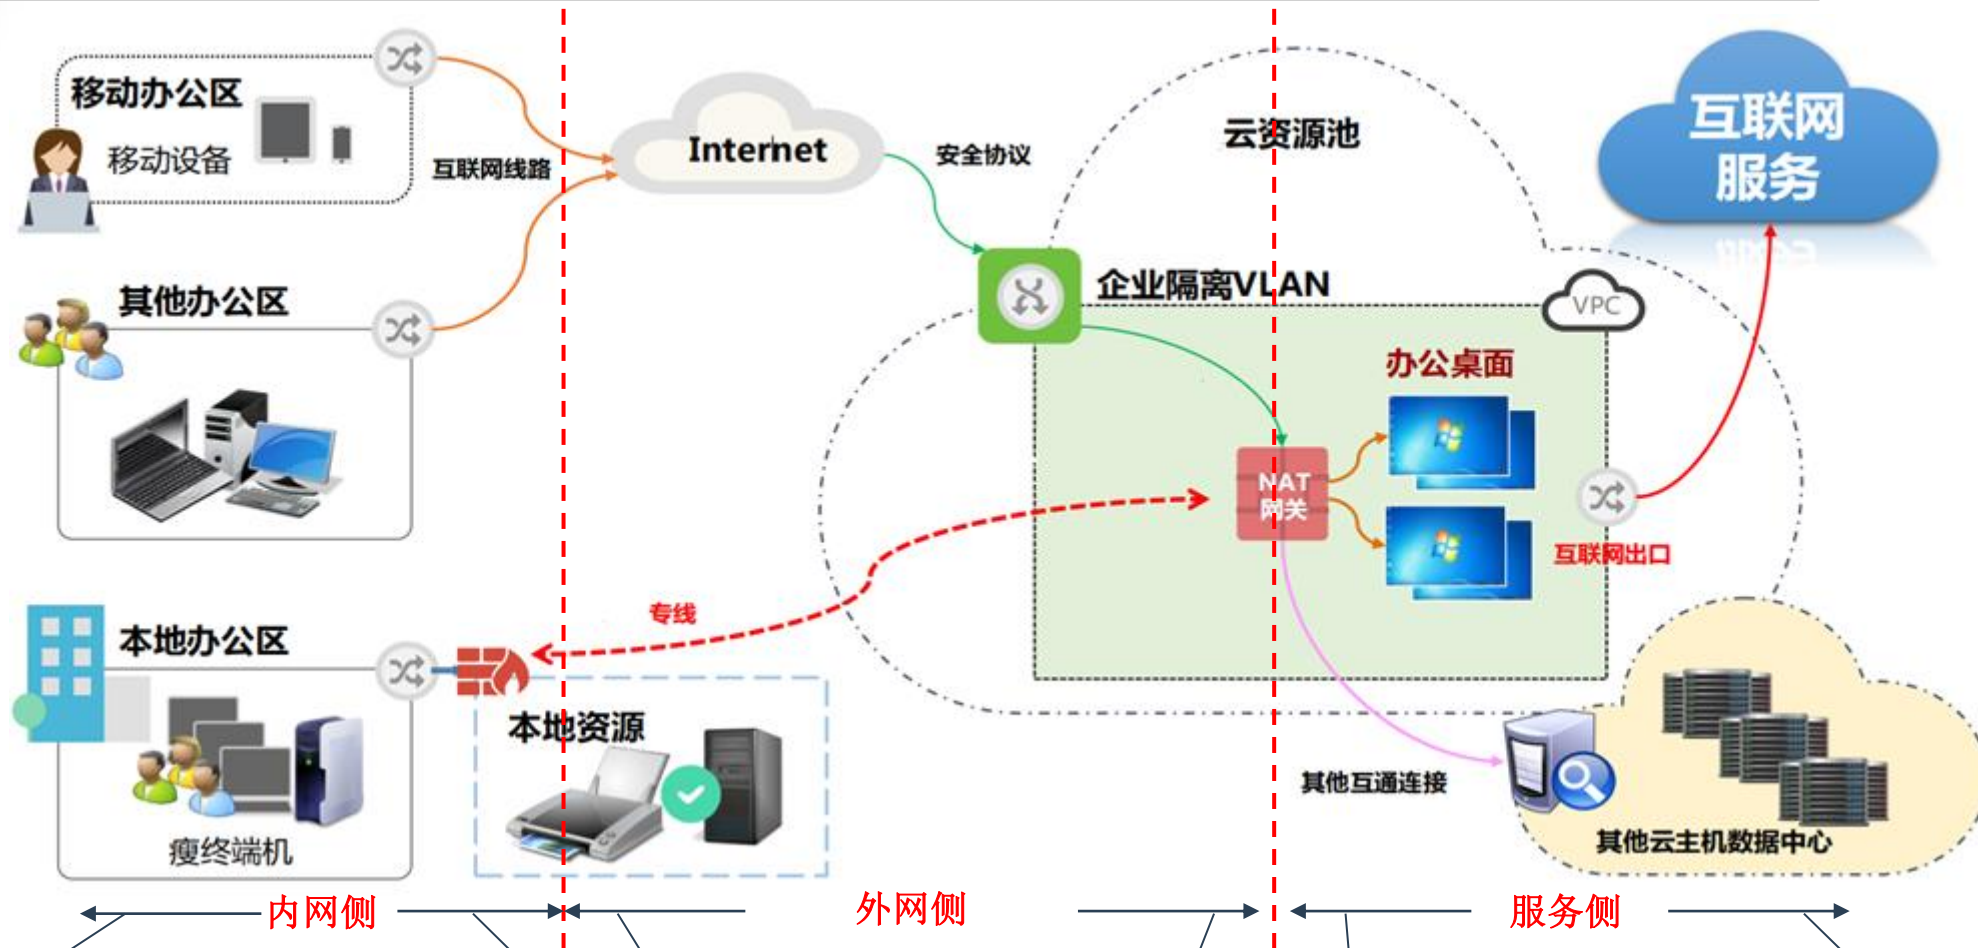 移动办公区
移动设备
互联网线路
Internet
安全协议
云资源池
互联网
服务
其他办公区
企业隔离VLAN
VPC
办公桌面
NAT
网关
互联网出口
专线
本地办公区
本地资源
瘦终端机
其他互通连接
其他云主机数据中心
内网侧
外网侧
服务侧